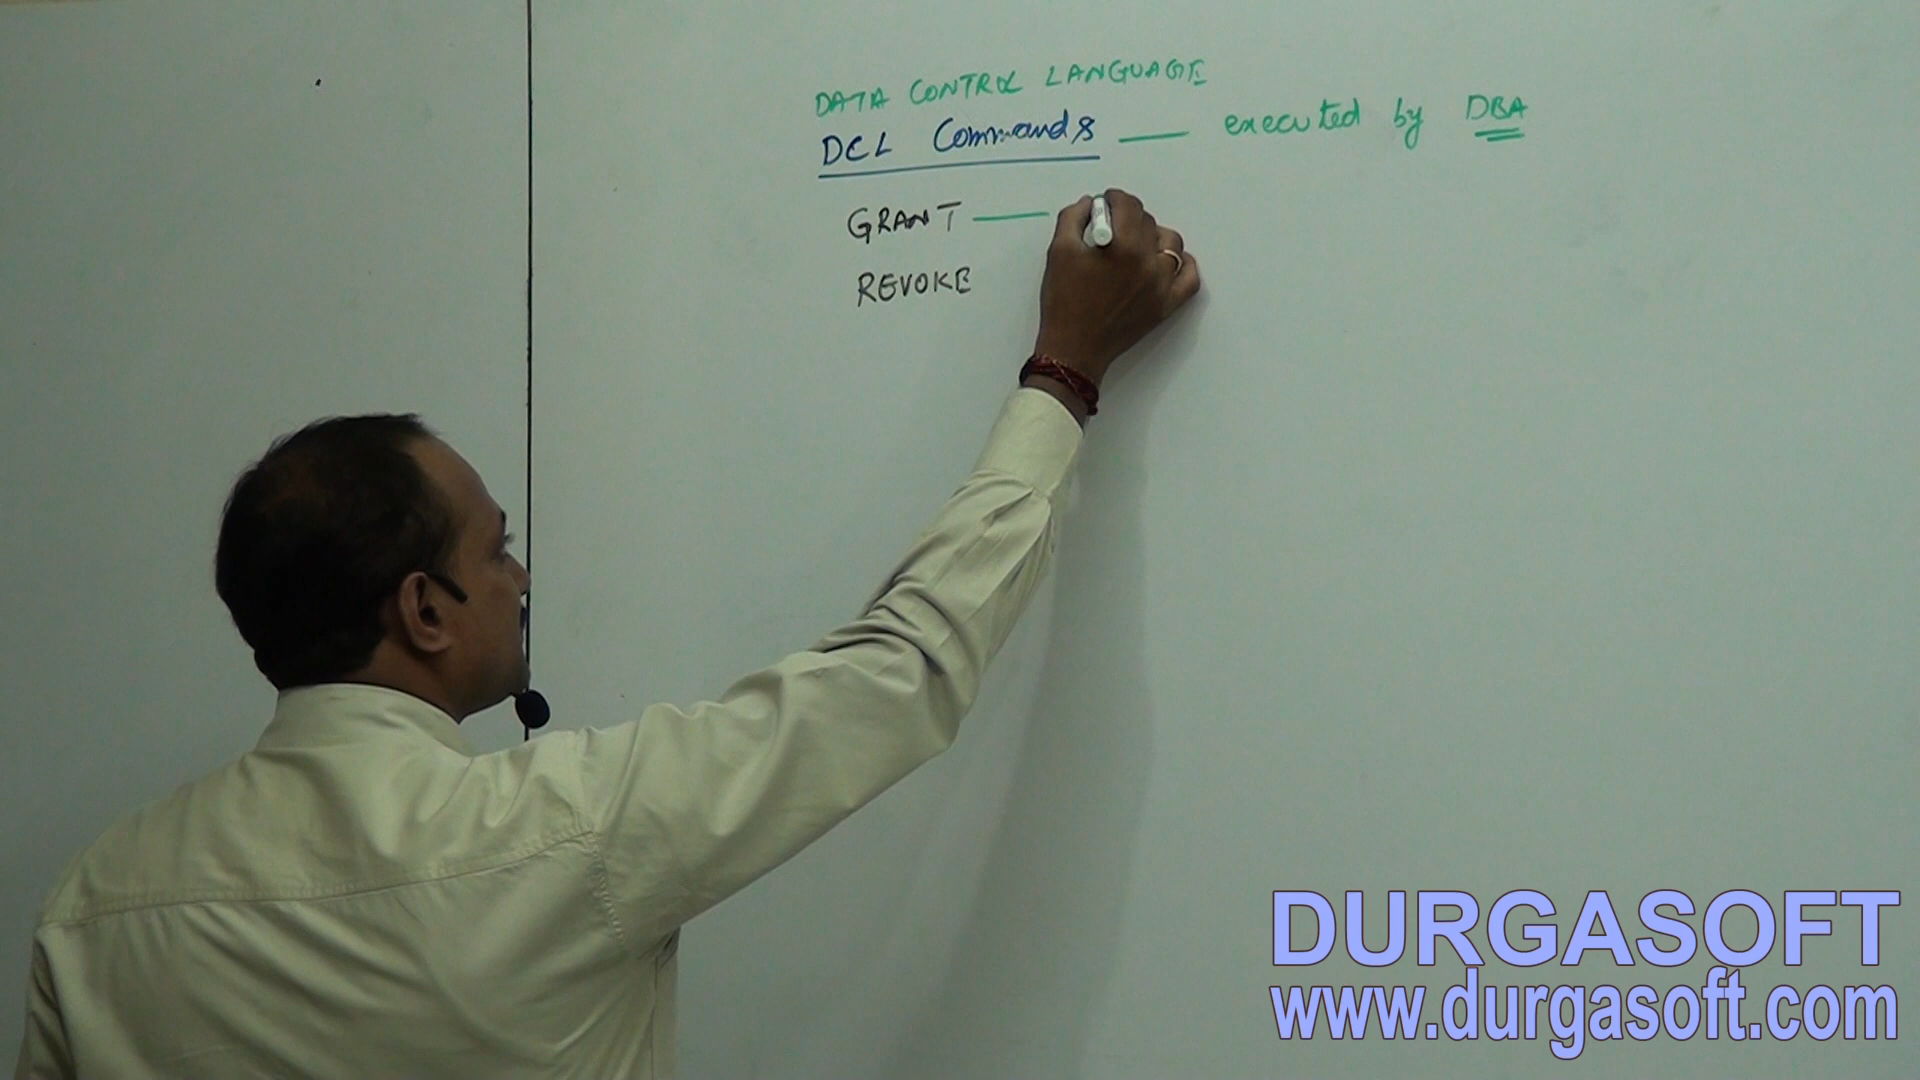 DATA CONTROL LANGUAGE
DCL Commands — executed by DBA
GRANT —
REVOKE
DURGASOFT
www.durgasoft.com